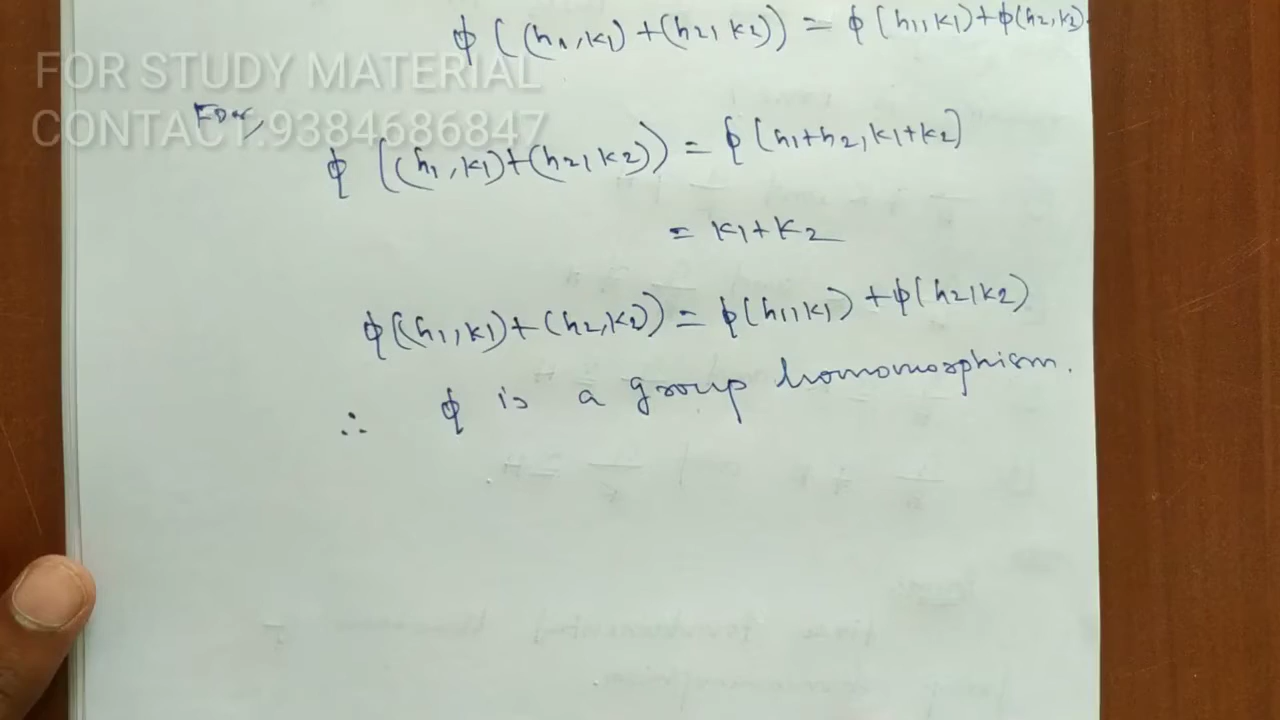 ϕ ((h1,k1)+(h2,k2)) = ϕ(h1,k1)+ϕ(h2,k2).
FOR STUDY MATERIAL
For,
CONTACT:9384686847
ϕ ((h1,k1)+(h2,k2)) = ϕ(h1+h2,k1+k2)
= k1+k2
ϕ((h1,k1)+(h2,k2)) = ϕ(h1,k1) +ϕ(h2,k2)
∴ ϕ is a group homomorphism.